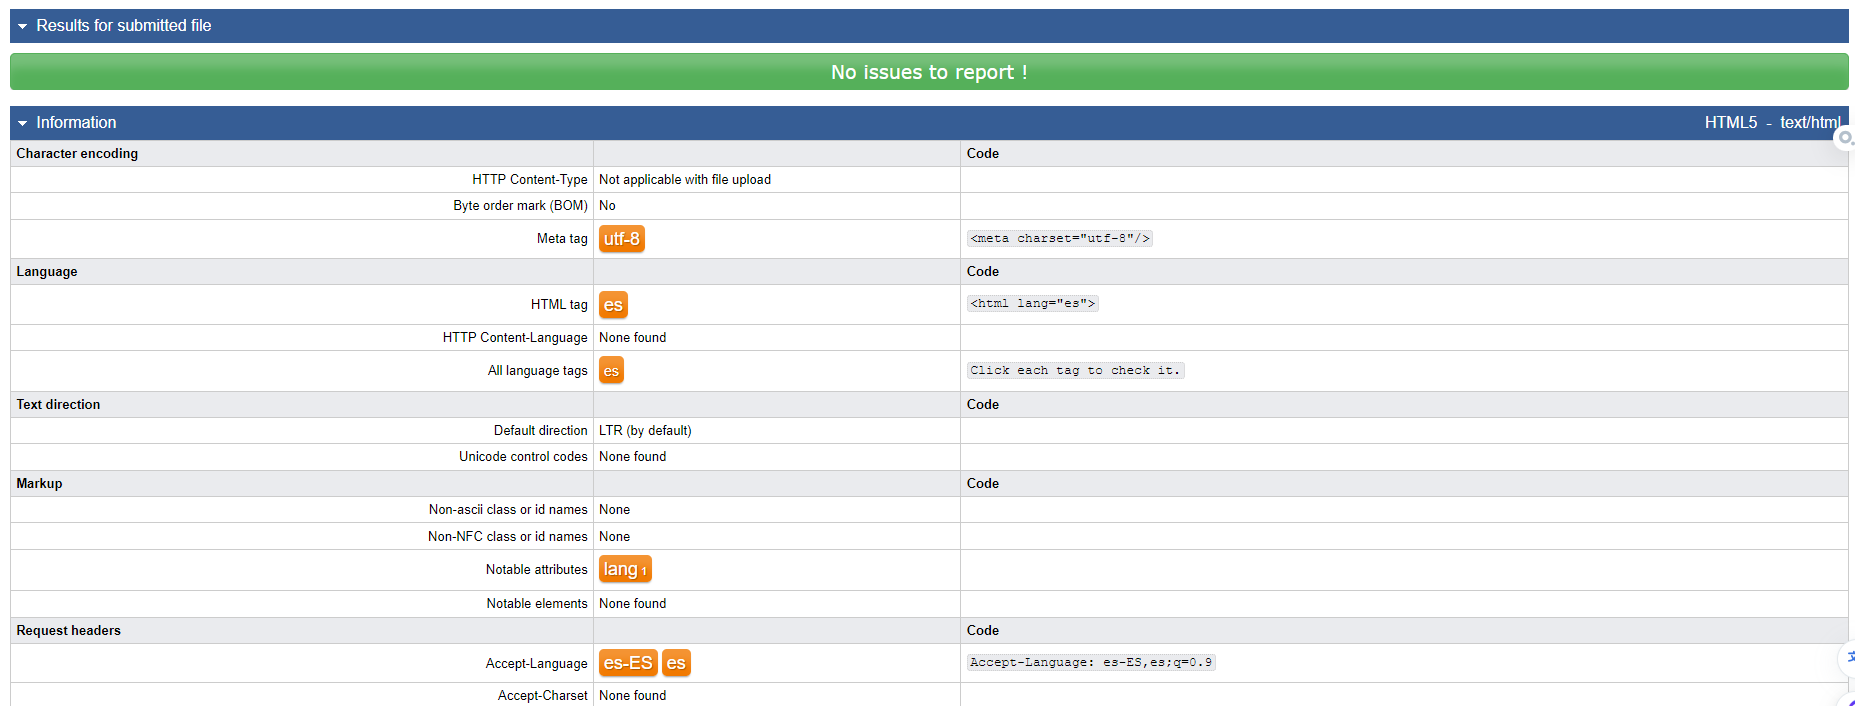 Results for submitted file
No issues to report !
Information HTML5 - text/html
Character encoding Code
HTTP Content-Type Not applicable with file upload
Byte order mark (BOM) No
Meta tag utf-8 <meta charset="utf-8"/>
Language Code
HTML tag es <html lang="es">
HTTP Content-Language None found
All language tags es Click each tag to check it.
Text direction Code
Default direction LTR (by default)
Unicode control codes None found
Markup Code
Non-ascii class or id names None
Non-NFC class or id names None
Notable attributes lang 1
Notable elements None found
Request headers Code
Accept-Language es-ES es Accept-Language: es-ES,es;q=0.9
Accept-Charset None found